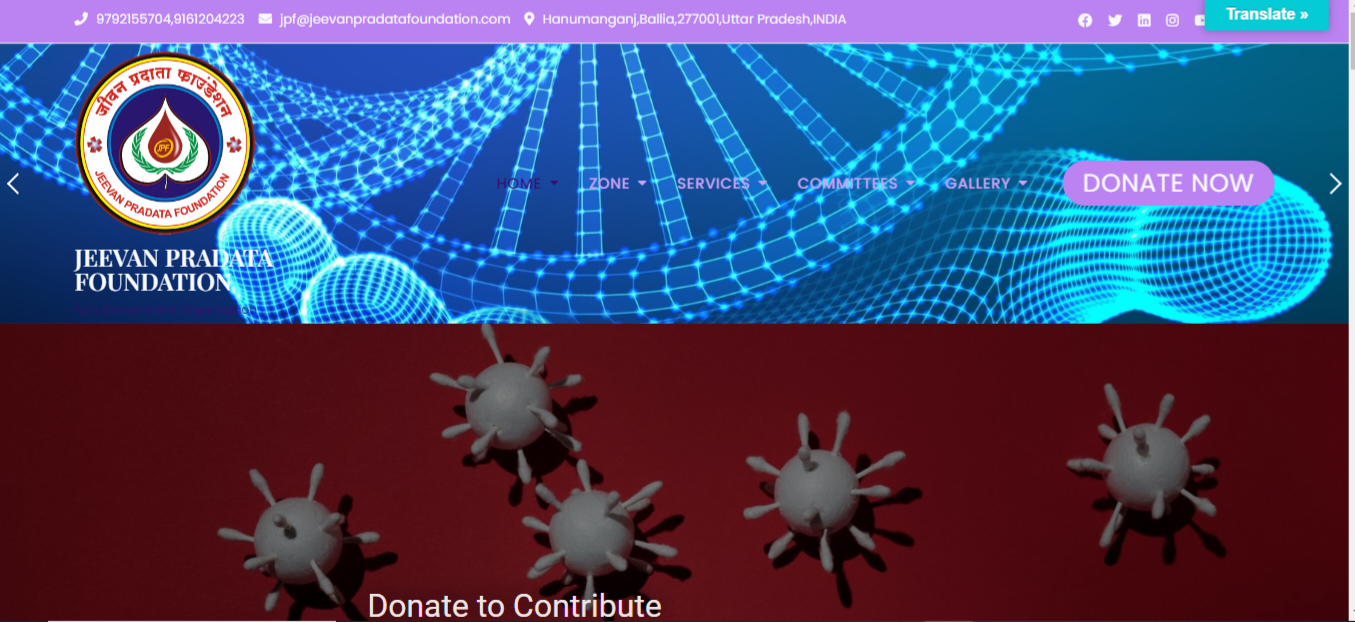 9792155704,9161204223 jpf@jeevanpradatafoundation.com Hanumanganj,Ballia,277001,Uttar Pradesh,INDIA
Translate »
जीवन प्रदाता फाउंडेशन
JPF
JEEVAN PRADATA FOUNDATION
HOME ZONE SERVICES COMMITTEES GALLERY DONATE NOW
JEEVAN PRADATA
FOUNDATION
Donate to Contribute